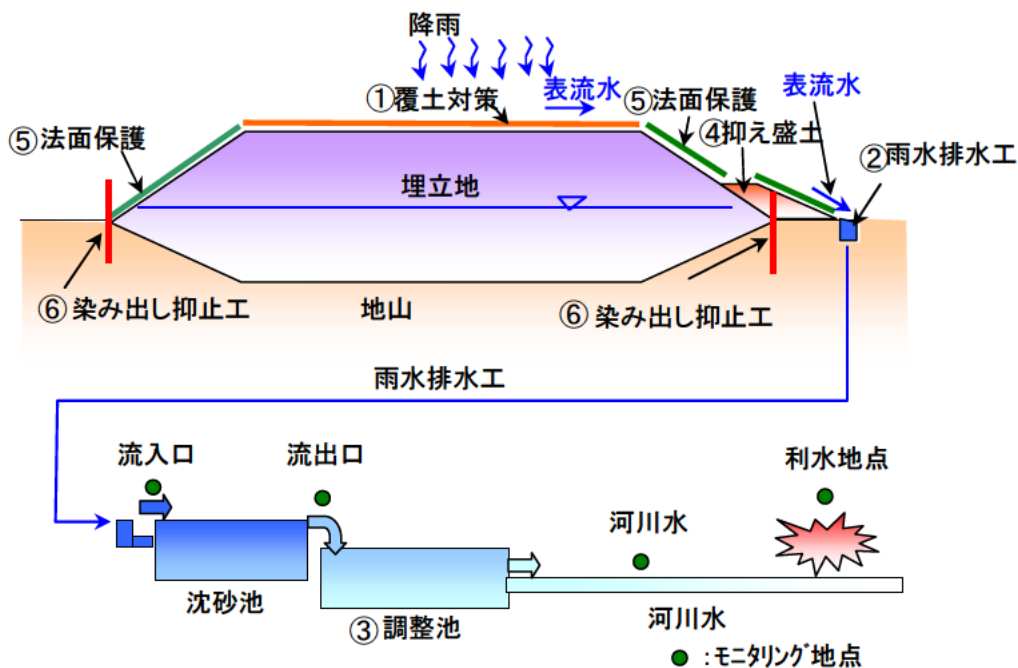 降雨
表流水
①覆土対策
⑤法面保護
表流水
⑤法面保護
④抑え盛土
②雨水排水工
埋立地
⑥染み出し抑止工
地山
⑥染み出し抑止工
雨水排水工
流入口
流出口
利水地点
河川水
沈砂池
③調整池
河川水
：ﾓﾆﾀﾘﾝｸﾞ地点